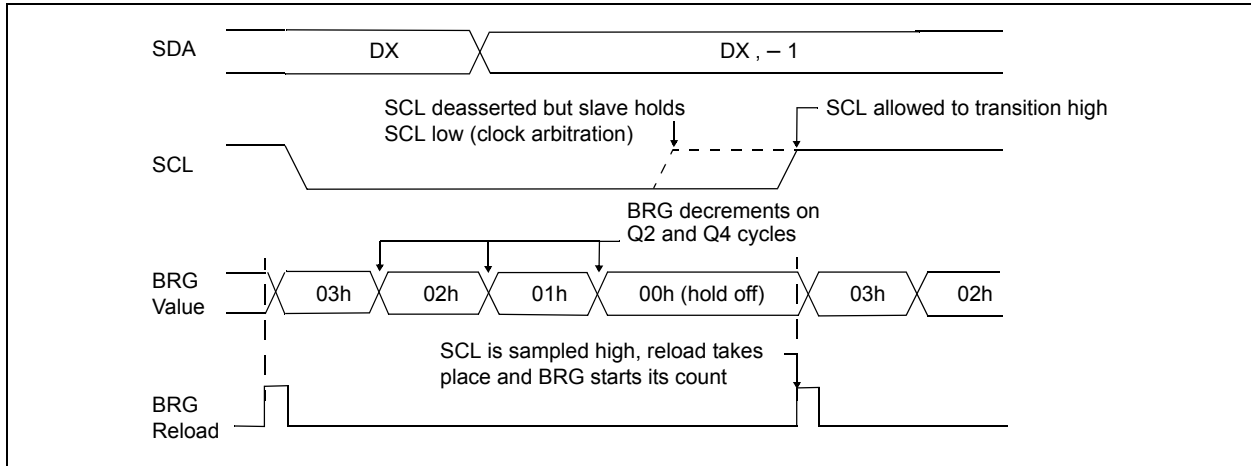 SDA
DX
DX , – 1
SCL deasserted but slave holds
SCL low (clock arbitration)
SCL allowed to transition high
SCL
BRG decrements on
Q2 and Q4 cycles
BRG
Value
03h
02h
01h
00h (hold off)
03h
02h
SCL is sampled high, reload takes
place and BRG starts its count
BRG
Reload